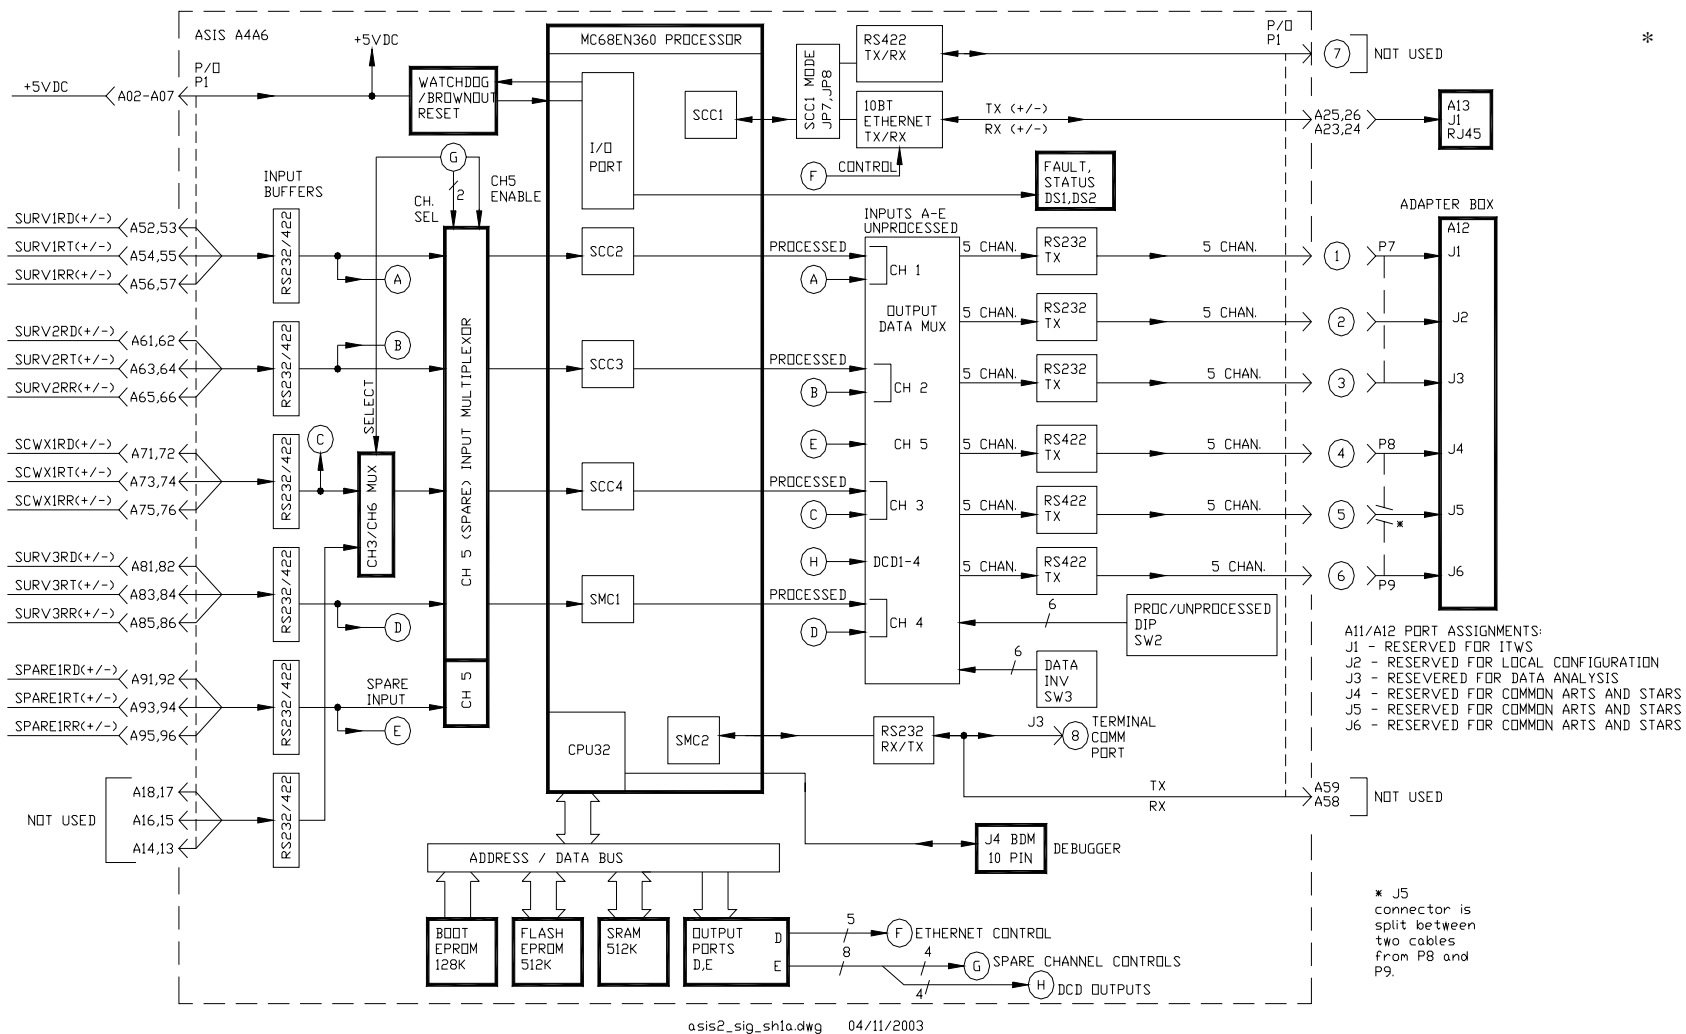 ASIS A4A6
+5VDC
P/O
P1
+5VDC
A02-A07
WATCHDOG
/BROWNOUT
RESET
MC68EN360 PROCESSOR
I/O
PORT
SCC1
SCC1 MODE
JP7,JP8
RS422
TX/RX
10BT
ETHERNET
TX/RX
TX (+/-)
RX (+/-)
F
CONTROL
FAULT,
STATUS
DS1,DS2
P/O
P1
7
NOT USED
*
A25,26
A23,24
A13
J1
RJ45
INPUT
BUFFERS
G
2
CH.
SEL
CH5
ENABLE
SURV1RD(+/-)
A52,53
SURV1RT(+/-)
A54,55
SURV1RR(+/-)
A56,57
RS232/422
A
SURV2RD(+/-)
A61,62
SURV2RT(+/-)
A63,64
SURV2RR(+/-)
A65,66
RS232/422
B
SELECT
SCWX1RD(+/-)
A71,72
SCWX1RT(+/-)
A73,74
SCWX1RR(+/-)
A75,76
RS232/422
C
CH3/CH6 MUX
SURV3RD(+/-)
A81,82
SURV3RT(+/-)
A83,84
SURV3RR(+/-)
A85,86
RS232/422
D
SPARE1RD(+/-)
A91,92
SPARE1RT(+/-)
A93,94
SPARE1RR(+/-)
A95,96
RS232/422
SPARE
INPUT
E
NOT USED
A18,17
A16,15
A14,13
RS232/422
CH 5 (SPARE) INPUT MULTIPLEXOR
CH 5
SCC2
SCC3
SCC4
SMC1
CPU32
SMC2
INPUTS A-E
UNPROCESSED
PROCESSED
A
CH 1
OUTPUT
DATA MUX
PROCESSED
B
CH 2
E
CH 5
PROCESSED
C
CH 3
H
DCD1-4
PROCESSED
D
CH 4
5 CHAN.
RS232
TX
5 CHAN.
1
P7
5 CHAN.
RS232
TX
5 CHAN.
2
5 CHAN.
RS232
TX
5 CHAN.
3
5 CHAN.
RS422
TX
5 CHAN.
4
P8
5 CHAN.
RS422
TX
5 CHAN.
5
*
5 CHAN.
RS422
TX
5 CHAN.
6
P9
ADAPTER BOX
A12
J1
J2
J3
J4
J5
J6
6
PROC/UNPROCESSED
DIP
SW2
6
DATA
INV
SW3
A11/A12 PORT ASSIGNMENTS:
J1 - RESERVED FOR ITWS
J2 - RESERVED FOR LOCAL CONFIGURATION
J3 - RESEVERED FOR DATA ANALYSIS
J4 - RESERVED FOR COMMON ARTS AND STARS
J5 - RESERVED FOR COMMON ARTS AND STARS
J6 - RESERVED FOR COMMON ARTS AND STARS
RS232
RX/TX
J3
8
TERMINAL
COMM
PORT
TX
RX
A59
A58
NOT USED
J4 BDM
10 PIN
DEBUGGER
ADDRESS / DATA BUS
BOOT
EPROM
128K
FLASH
EPROM
512K
SRAM
512K
OUTPUT
PORTS
D,E
D
E
5
F
ETHERNET CONTROL
8
4
G
SPARE CHANNEL CONTROLS
4
H
DCD OUTPUTS
* J5
connector is
split between
two cables
from P8 and
P9.
asis2_sig_sh1a.dwg 04/11/2003